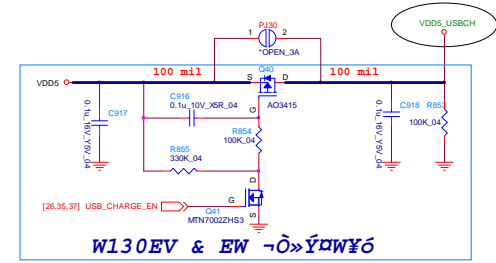 PJ30
1 2
*OPEN_3A
VDD5_USBCH
100 mil
Q40
100 mil
VDD5
S D
AO3415
G
C916
0.1u_10V_X5R_04
C917
0.1u_16V_Y5V_04
R854
100K_04
C918
0.1u_16V_Y5V_04
R853
100K_04
R855
330K_04
D
[26,35,37] USB_CHARGE_EN
G
Q41
S
MTN7002ZHS3
W130EV & EW ¬Ò»Ý¤W¥ó